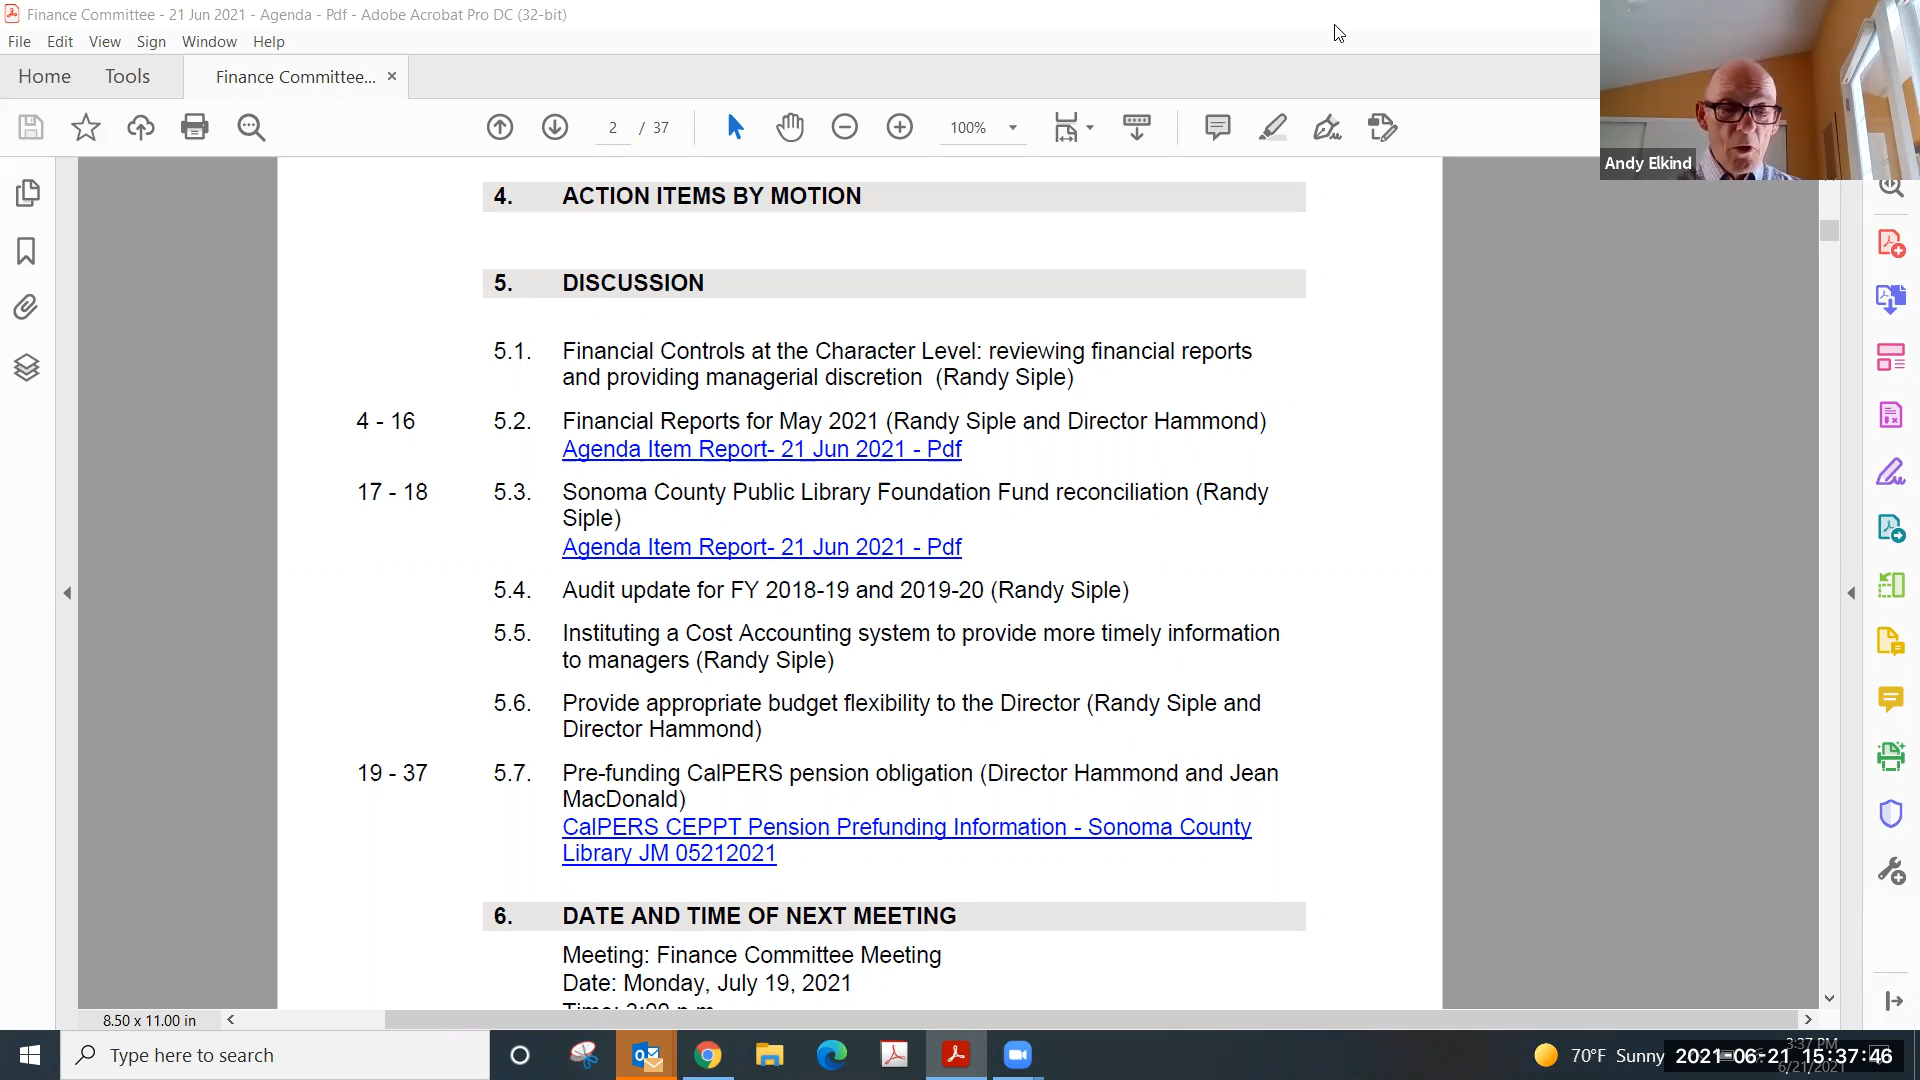 Finance Committee - 21 Jun 2021 - Agenda - Pdf - Adobe Acrobat Pro DC (32-bit)
File Edit View Sign Window Help
Home Tools Finance Committee... ×
2 / 37 100%
Andy Elkind
4. ACTION ITEMS BY MOTION
5. DISCUSSION
5.1. Financial Controls at the Character Level: reviewing financial reports
and providing managerial discretion (Randy Siple)
4 - 16 5.2. Financial Reports for May 2021 (Randy Siple and Director Hammond)
Agenda Item Report- 21 Jun 2021 - Pdf
17 - 18 5.3. Sonoma County Public Library Foundation Fund reconciliation (Randy
Siple)
Agenda Item Report- 21 Jun 2021 - Pdf
5.4. Audit update for FY 2018-19 and 2019-20 (Randy Siple)
5.5. Instituting a Cost Accounting system to provide more timely information
to managers (Randy Siple)
5.6. Provide appropriate budget flexibility to the Director (Randy Siple and
Director Hammond)
19 - 37 5.7. Pre-funding CalPERS pension obligation (Director Hammond and Jean
MacDonald)
CalPERS CEPPT Pension Prefunding Information - Sonoma County
Library JM 05212021
6. DATE AND TIME OF NEXT MEETING
Meeting: Finance Committee Meeting
Date: Monday, July 19, 2021
8.50 x 11.00 in
Type here to search
70°F Sunny
3:37 PM
2021-06-21 15:37:46
6/21/2021